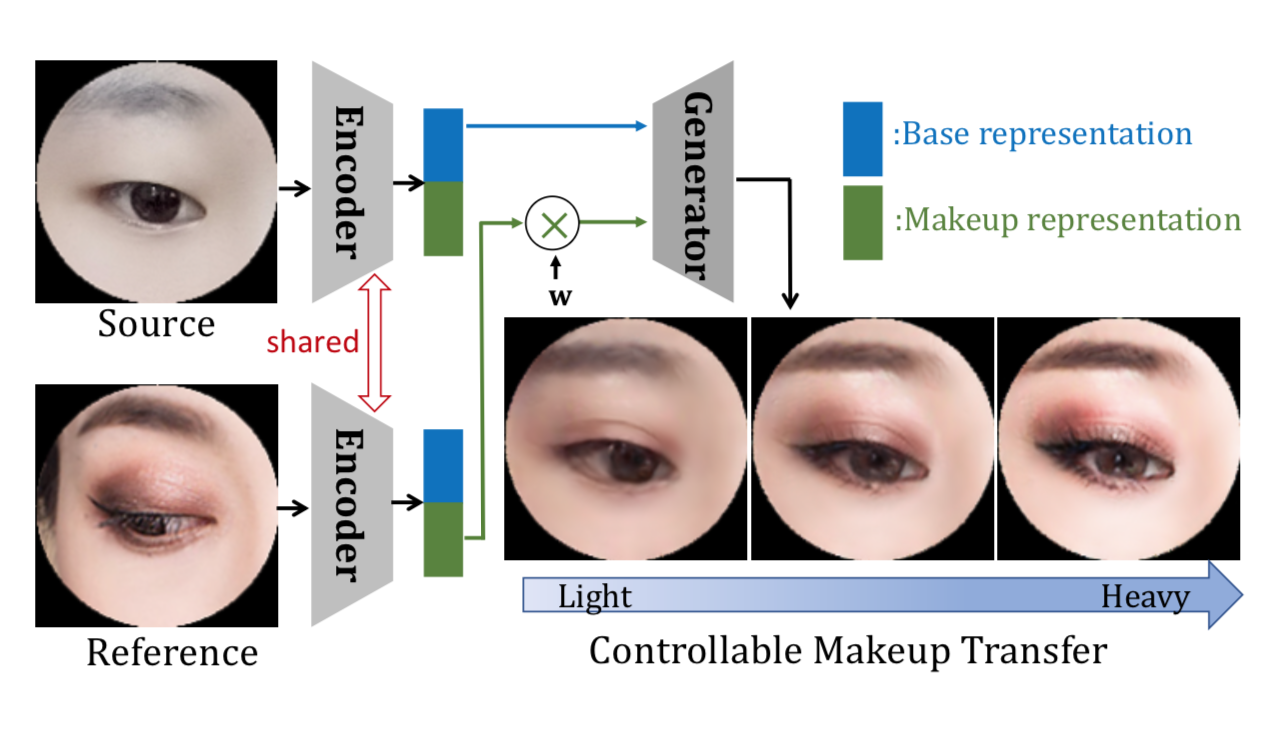 Encoder
Generator
:Base representation
:Makeup representation
w
Source
shared
Encoder
Light
Heavy
Reference
Controllable Makeup Transfer